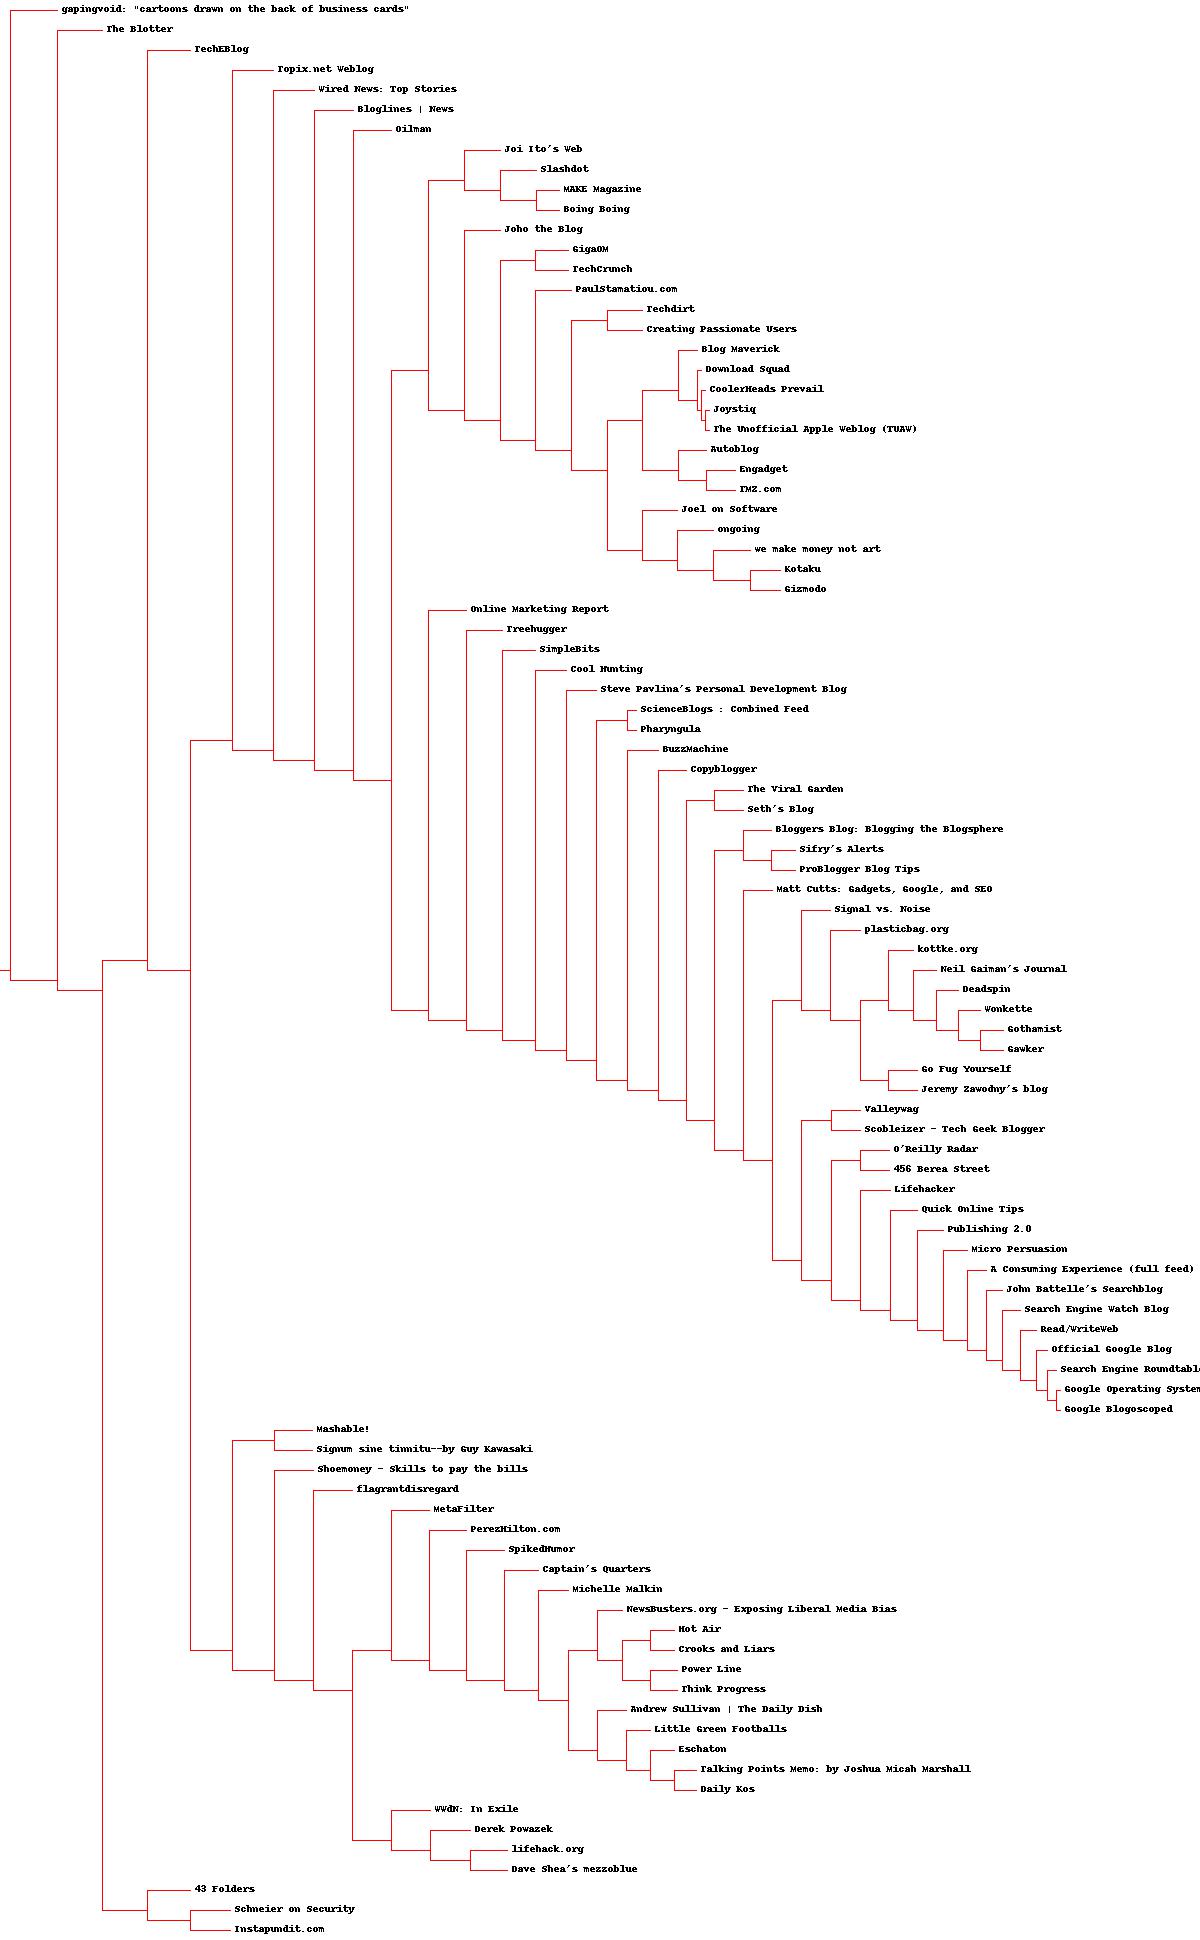 gapingvoid: "cartoons drawn on the back of business cards"
The Blotter
TechEBlog
Topix.net Weblog
Wired News: Top Stories
Bloglines | News
Oilman
Joi Ito's Web
Slashdot
MAKE Magazine
Boing Boing
Joho the Blog
GigaOM
TechCrunch
PaulStamatiou.com
Techdirt
Creating Passionate Users
Blog Maverick
Download Squad
CoolerHeads Prevail
Joystiq
The Unofficial Apple Weblog (TUAW)
Autoblog
Engadget
TMZ.com
Joel on Software
ongoing
we make money not art
Kotaku
Gizmodo
Online Marketing Report
Treehugger
SimpleBits
Cool Hunting
Steve Pavlina's Personal Development Blog
ScienceBlogs : Combined Feed
Pharyngula
BuzzMachine
Copyblogger
The Viral Garden
Seth's Blog
Bloggers Blog: Blogging the Blogsphere
Sifry's Alerts
ProBlogger Blog Tips
Matt Cutts: Gadgets, Google, and SEO
Signal vs. Noise
plasticbag.org
kottke.org
Neil Gaiman's Journal
Deadspin
Wonkette
Gothamist
Gawker
Go Fug Yourself
Jeremy Zawodny's blog
Valleywag
Scobleizer - Tech Geek Blogger
O'Reilly Radar
456 Berea Street
Lifehacker
Quick Online Tips
Publishing 2.0
Micro Persuasion
A Consuming Experience (full feed)
John Battelle's Searchblog
Search Engine Watch Blog
Read/WriteWeb
Official Google Blog
Search Engine Roundtable
Google Operating System
Google Blogoscoped
Mashable!
Signum sine tinnitu--by Guy Kawasaki
Shoemoney - Skills to pay the bills
flagrantdisregard
MetaFilter
PerezHilton.com
SpikedHumor
Captain's Quarters
Michelle Malkin
NewsBusters.org - Exposing Liberal Media Bias
Hot Air
Crooks and Liars
Power Line
Think Progress
Andrew Sullivan | The Daily Dish
Little Green Footballs
Eschaton
Talking Points Memo: by Joshua Micah Marshall
Daily Kos
WWdN: In Exile
Derek Powazek
lifehack.org
Dave Shea's mezzoblue
43 Folders
Schneier on Security
Instapundit.com